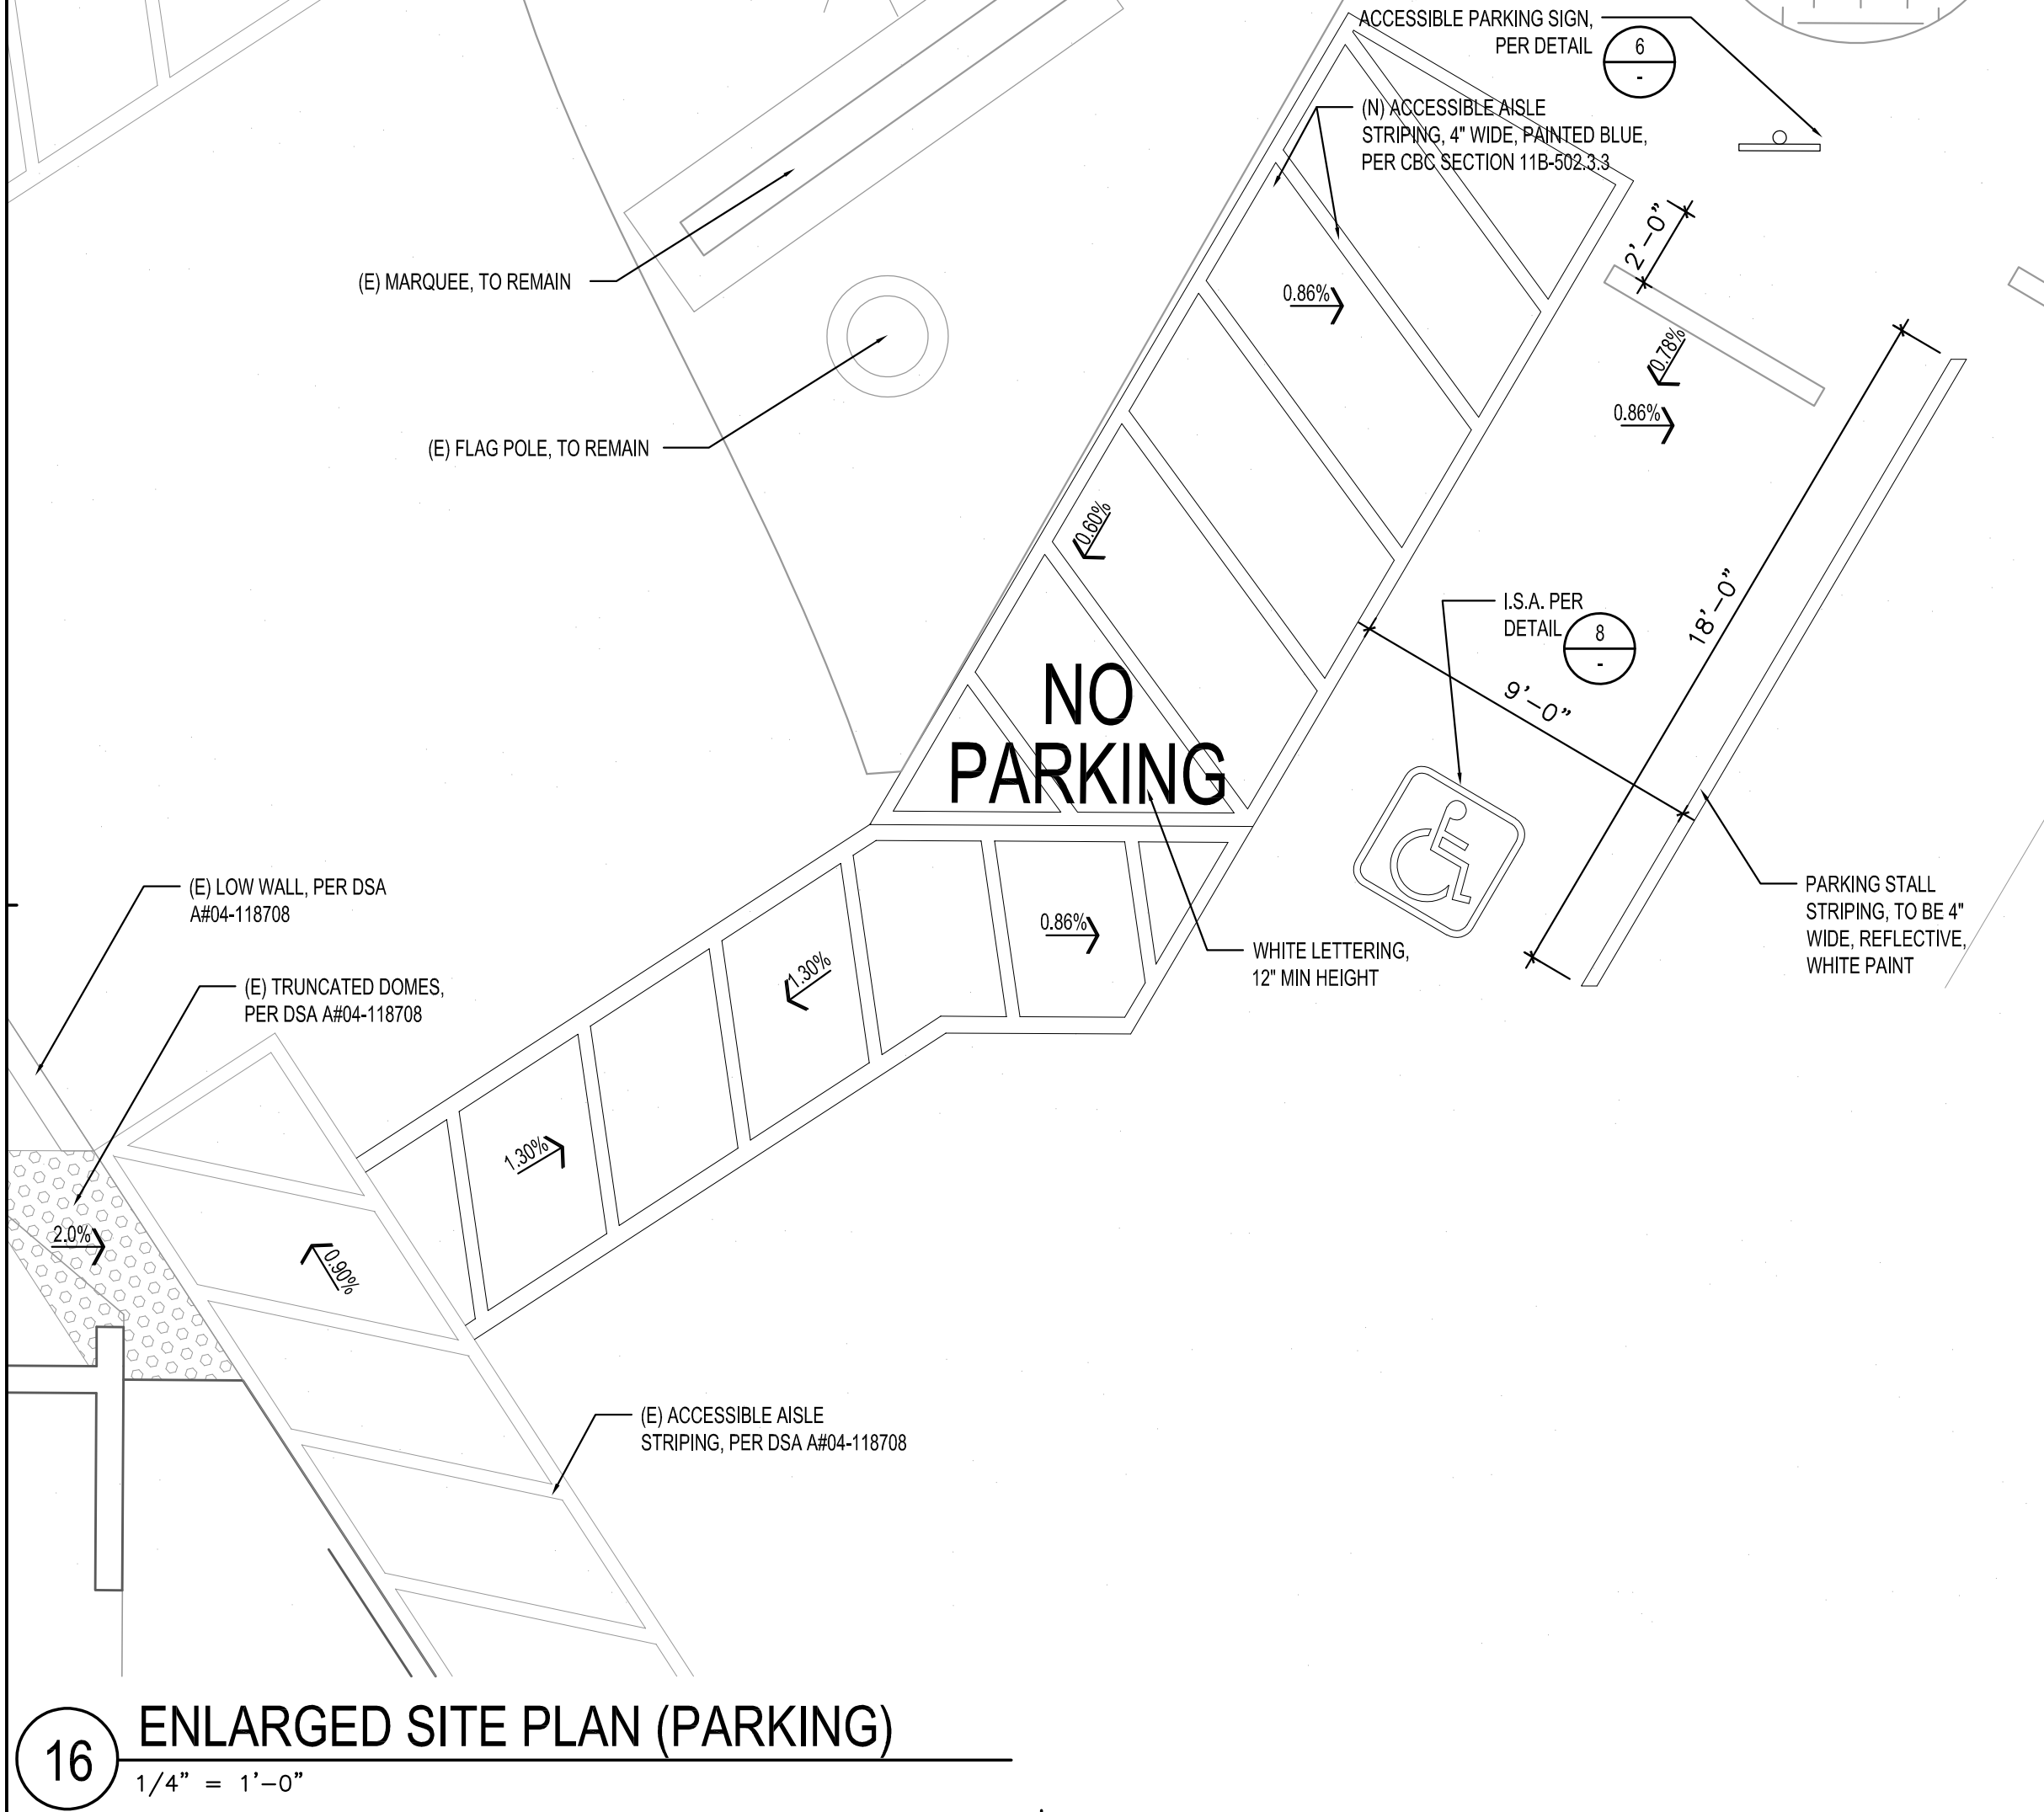 ACCESSIBLE PARKING SIGN,
PER DETAIL
6
-
(N) ACCESSIBLE AISLE
STRIPING, 4" WIDE, PAINTED BLUE,
PER CBC SECTION 11B-502.3.3
2'-0"
(E) MARQUEE, TO REMAIN
0.86%
0.78%
0.86%
(E) FLAG POLE, TO REMAIN
0.60%
I.S.A. PER
DETAIL
8
-
18'-0"
9'-0"
NO
PARKING
(E) LOW WALL, PER DSA
A#04-118708
PARKING STALL
STRIPING, TO BE 4"
WIDE, REFLECTIVE,
WHITE PAINT
0.86%
WHITE LETTERING,
12" MIN HEIGHT
1.30%
(E) TRUNCATED DOMES,
PER DSA A#04-118708
1.30%
2.0%
0.90%
(E) ACCESSIBLE AISLE
STRIPING, PER DSA A#04-118708
16
ENLARGED SITE PLAN (PARKING)
1/4" = 1'-0"